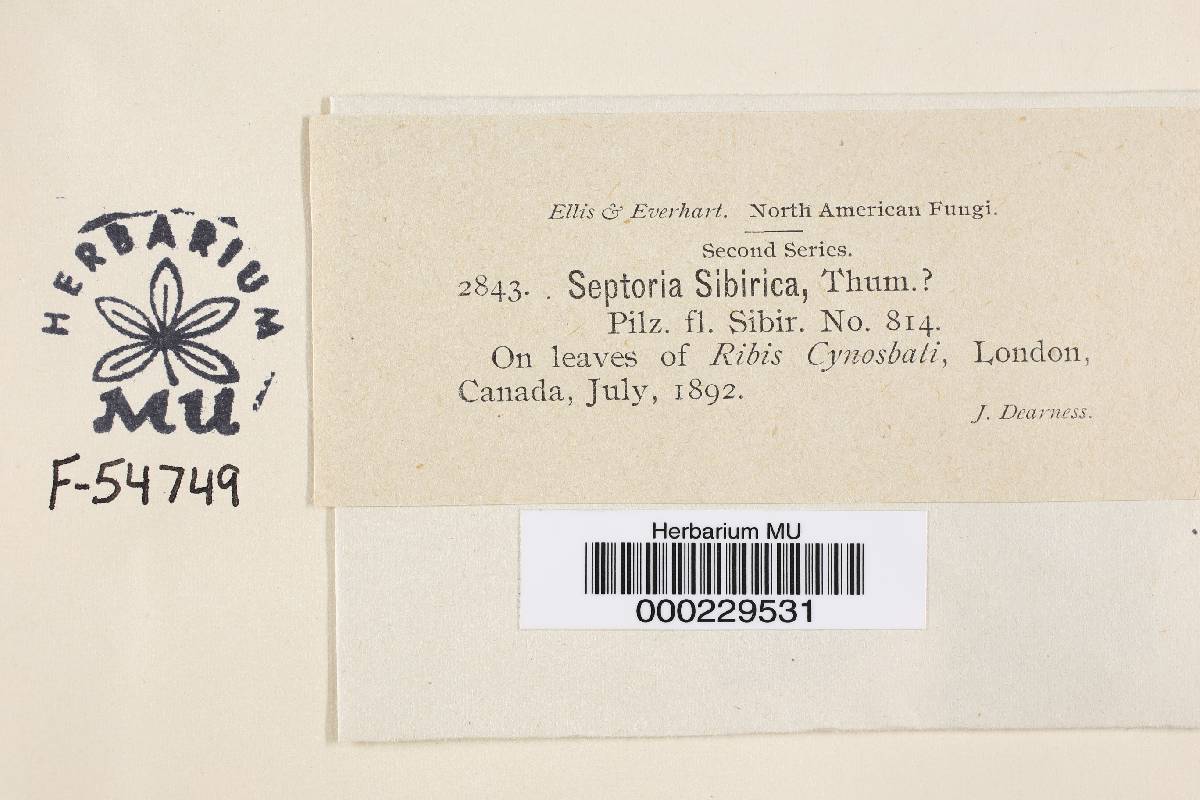 HERBARIUM
MU
F-54749
Ellis & Everhart. North American Fungi.
Second Series.
2843. . Septoria Sibirica, Thum.?
Pilz. fl. Sibir. No. 814.
On leaves of Ribis Cynosbati, London,
Canada, July, 1892.
J. Dearness.
Herbarium MU
000229531